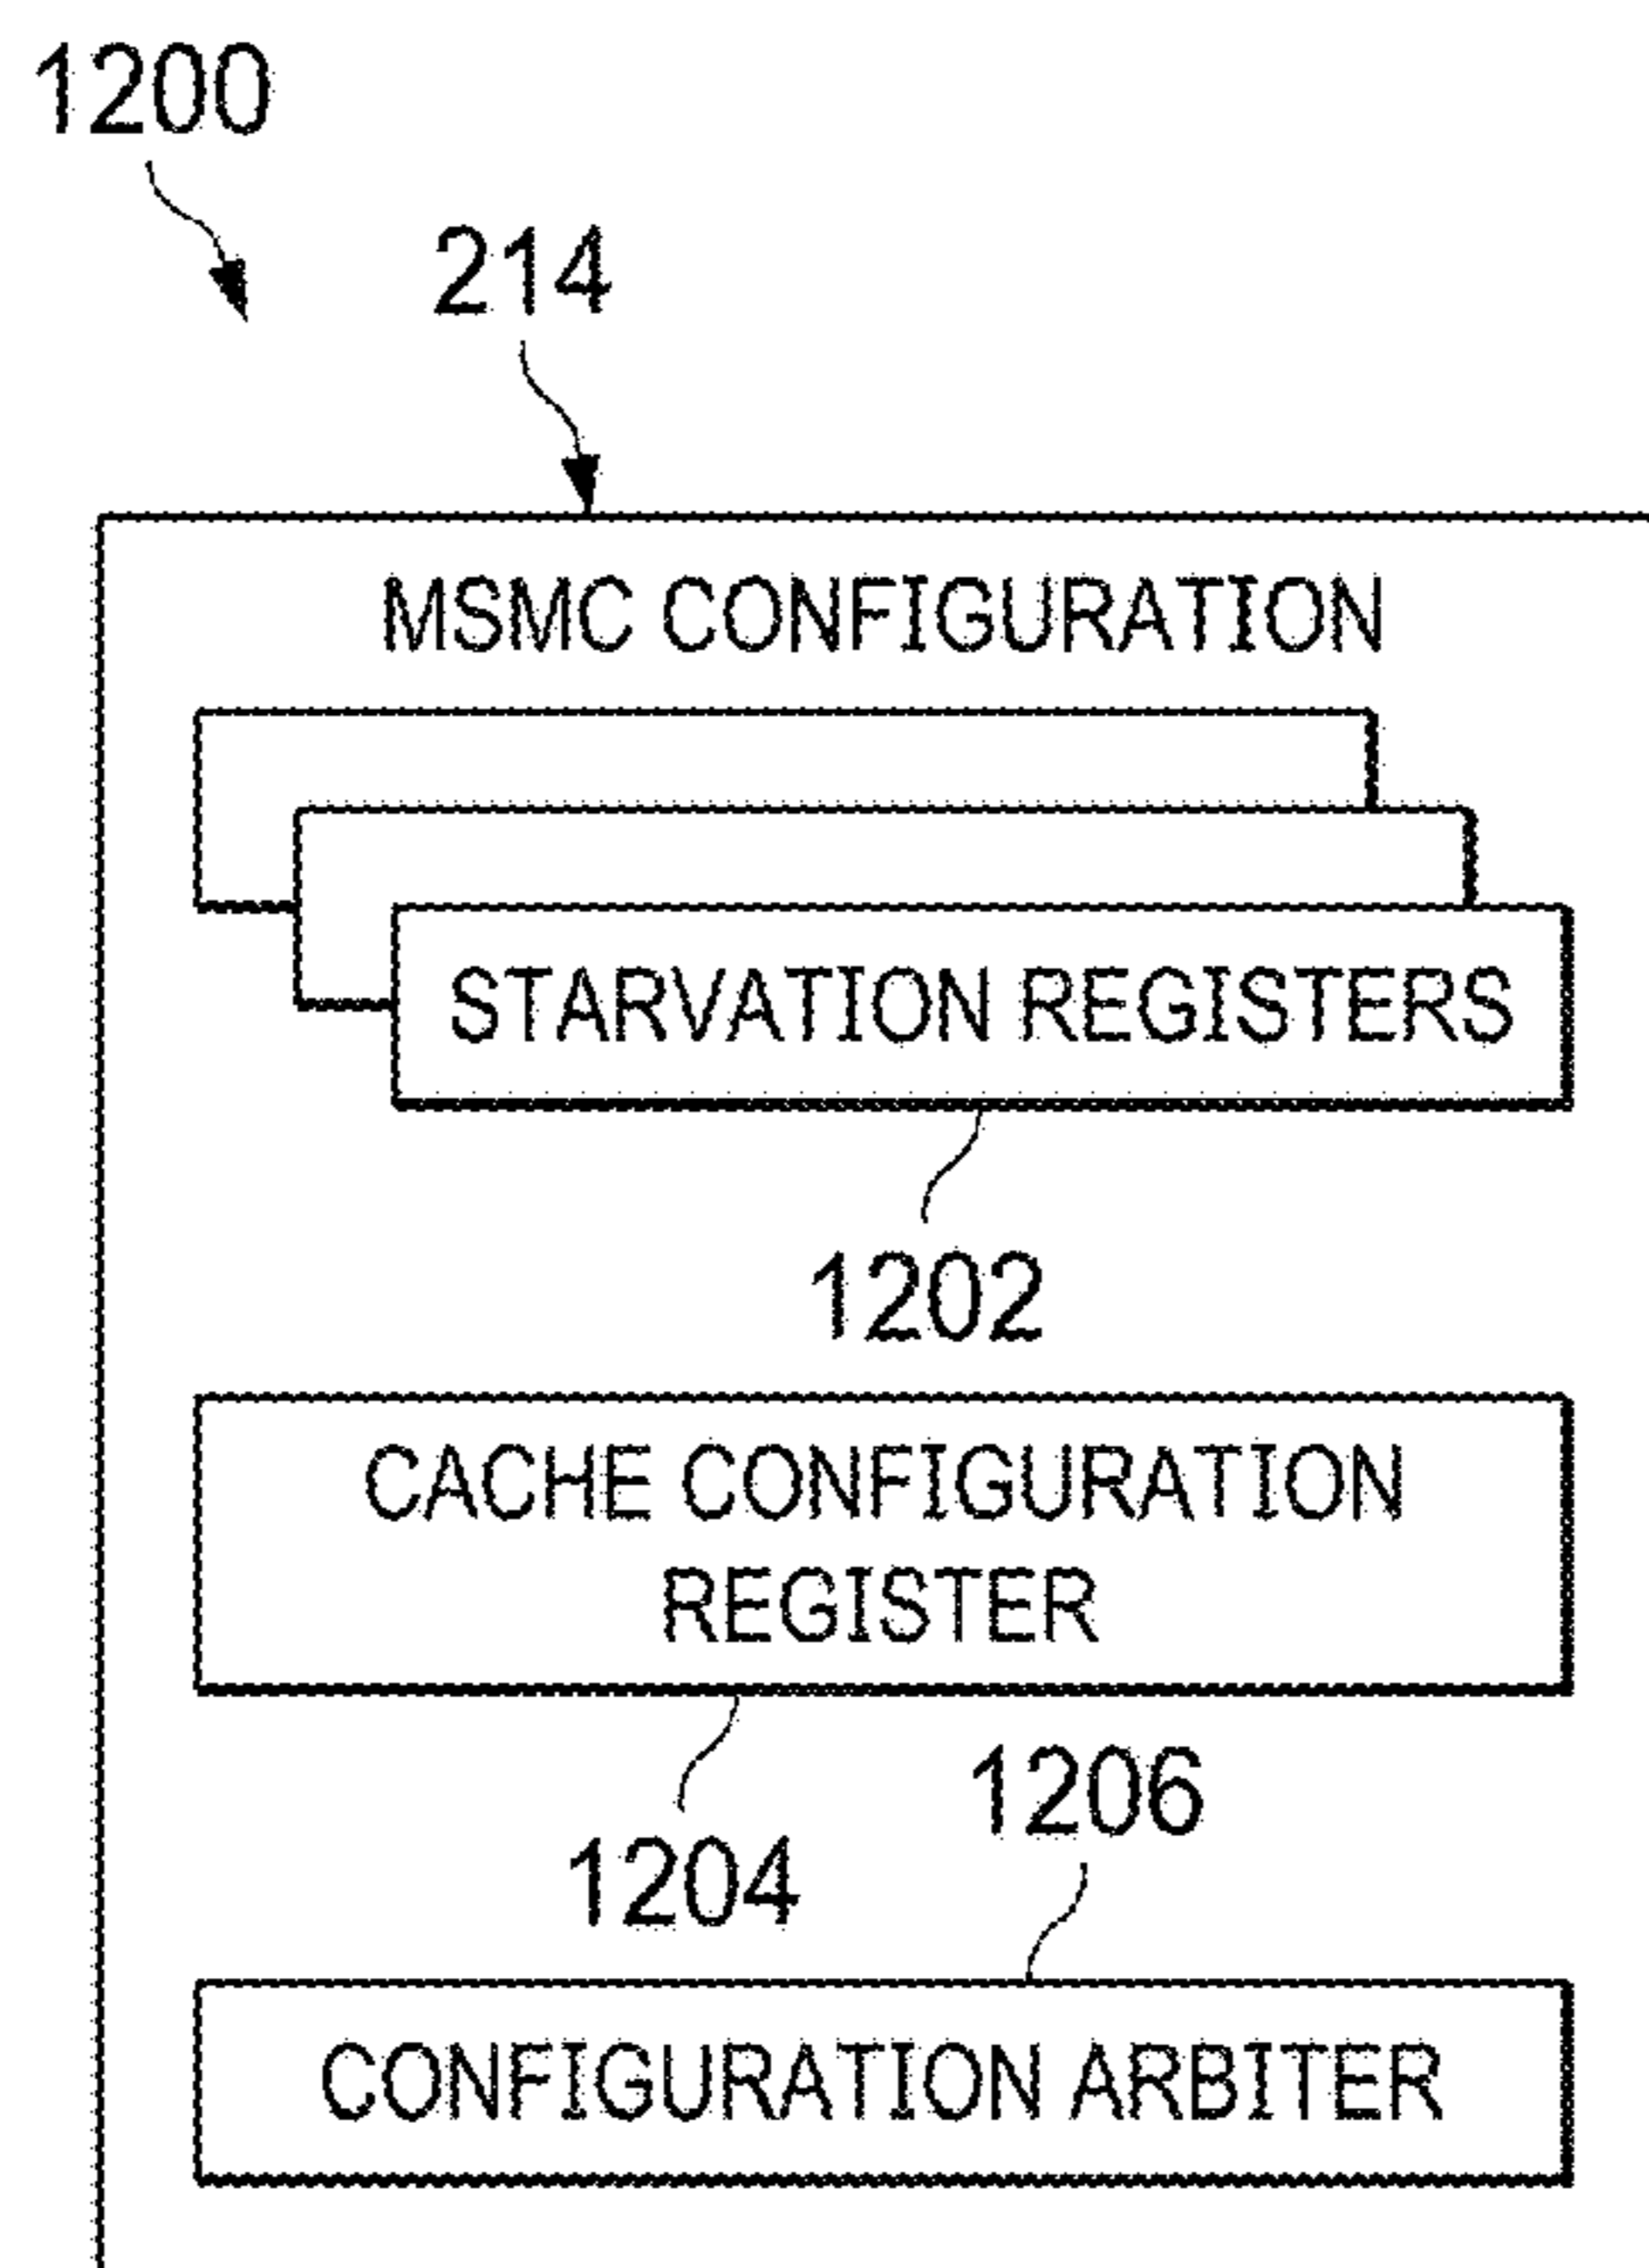 1200
214
MSMC CONFIGURATION
STARVATION REGISTERS
1202
CACHE CONFIGURATION
REGISTER
1206
1204
CONFIGURATION ARBITER